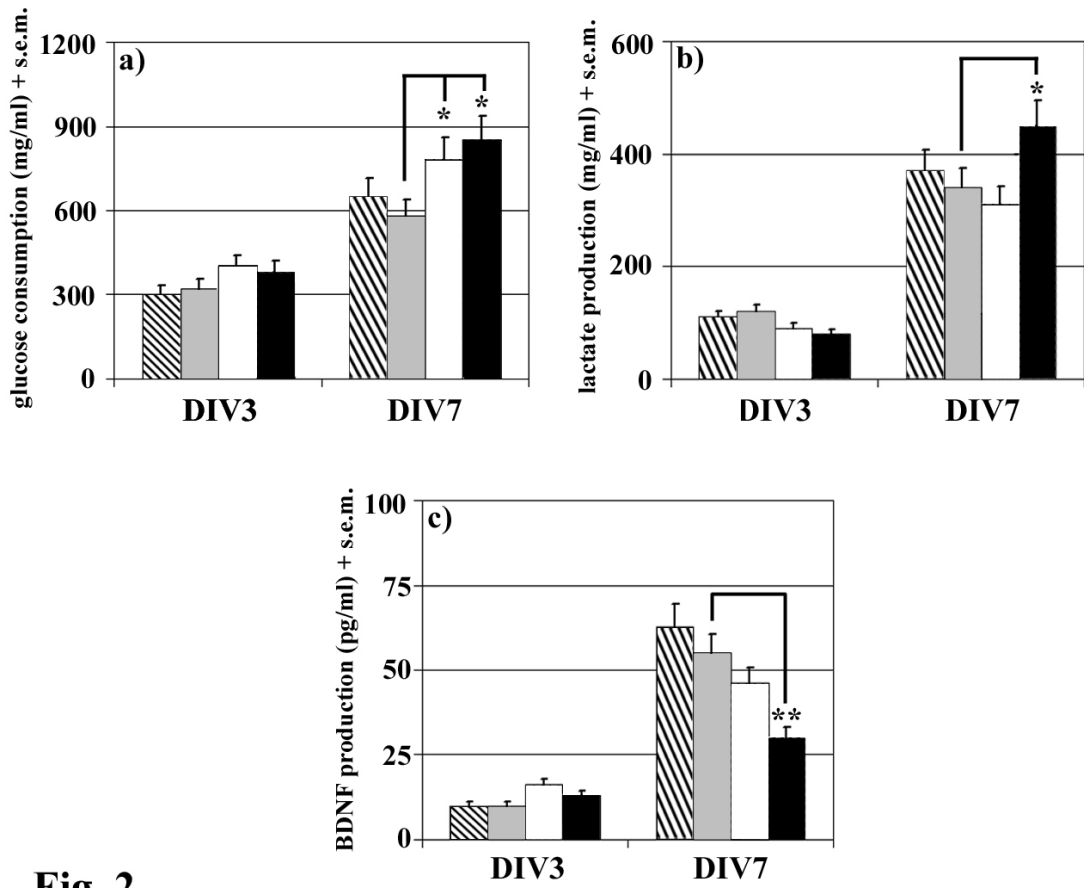 a)
glucose consumption (mg/ml) + s.e.m.
1200
900
600
300
0
* *
DIV3 DIV7
b)
lactate production (mg/ml) + s.e.m.
600
400
200
0
*
DIV3 DIV7
c)
BDNF production (pg/ml) + s.e.m.
100
75
50
25
0
**
DIV3 DIV7
Fig. 2